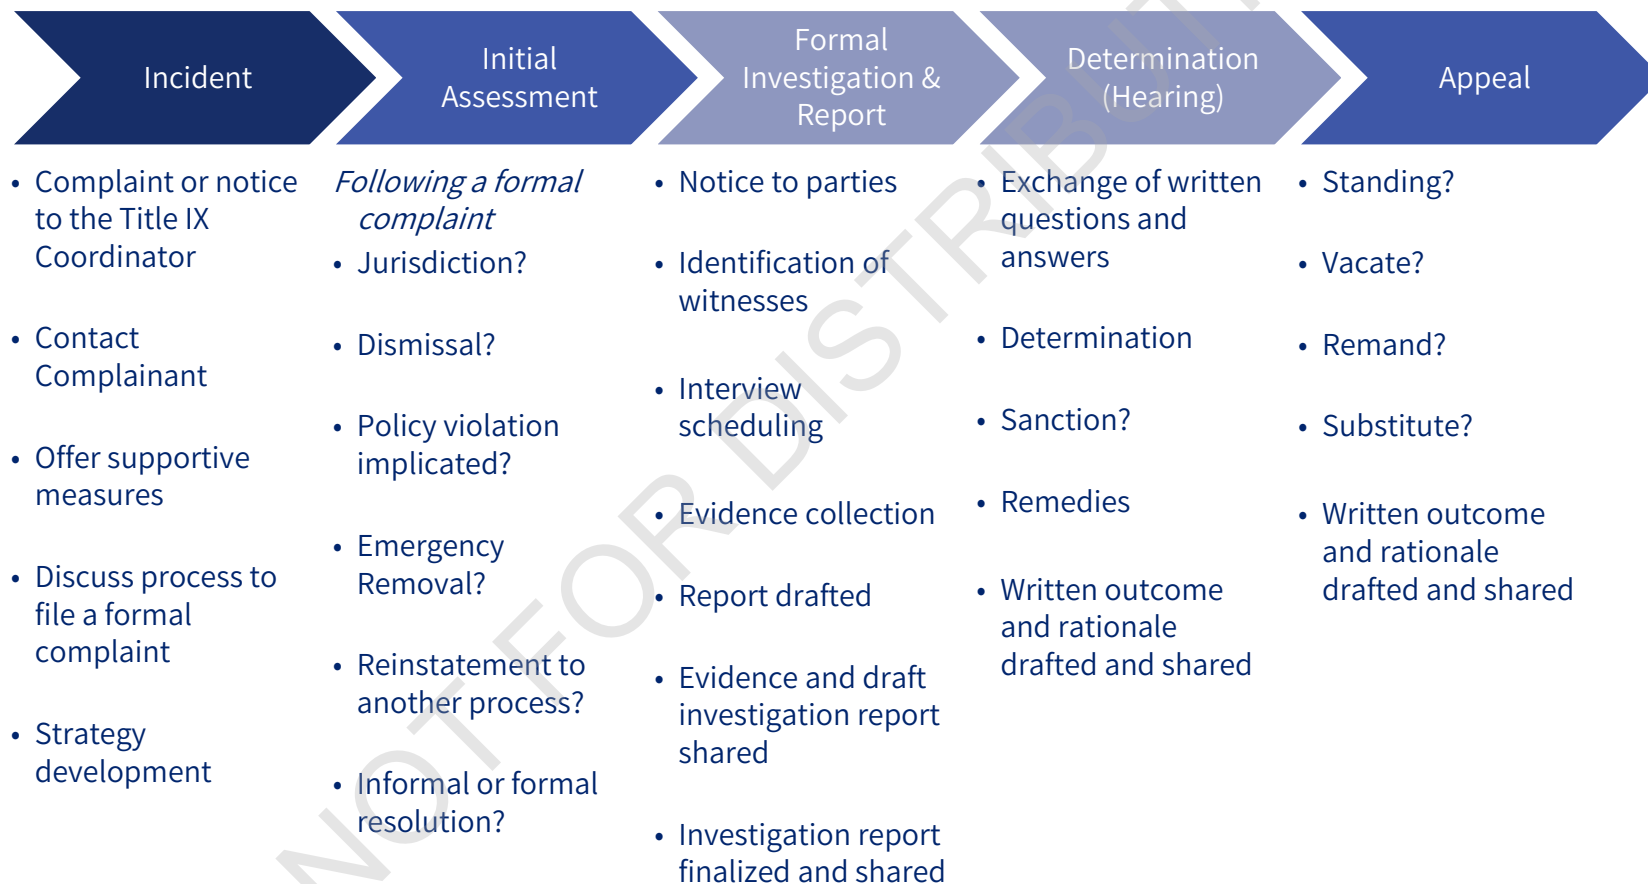 Incident
Initial
Assessment
Formal
Investigation &
Report
Determination
(Hearing)
Appeal
• Complaint or notice
to the Title IX
Coordinator
• Contact
Complainant
• Offer supportive
measures
• Discuss process to
file a formal
complaint
• Strategy
development
Following a formal
complaint
• Jurisdiction?
• Dismissal?
• Policy violation
implicated?
• Emergency
Removal?
• Reinstatement to
another process?
• Informal or formal
resolution?
• Notice to parties
• Identification of
witnesses
• Interview
scheduling
• Evidence collection
• Report drafted
• Evidence and draft
investigation report
shared
• Investigation report
finalized and shared
• Exchange of written
questions and
answers
• Determination
• Sanction?
• Remedies
• Written outcome
and rationale
drafted and shared
• Standing?
• Vacate?
• Remand?
• Substitute?
• Written outcome
and rationale
drafted and shared
NOT FOR DISTRIBUT